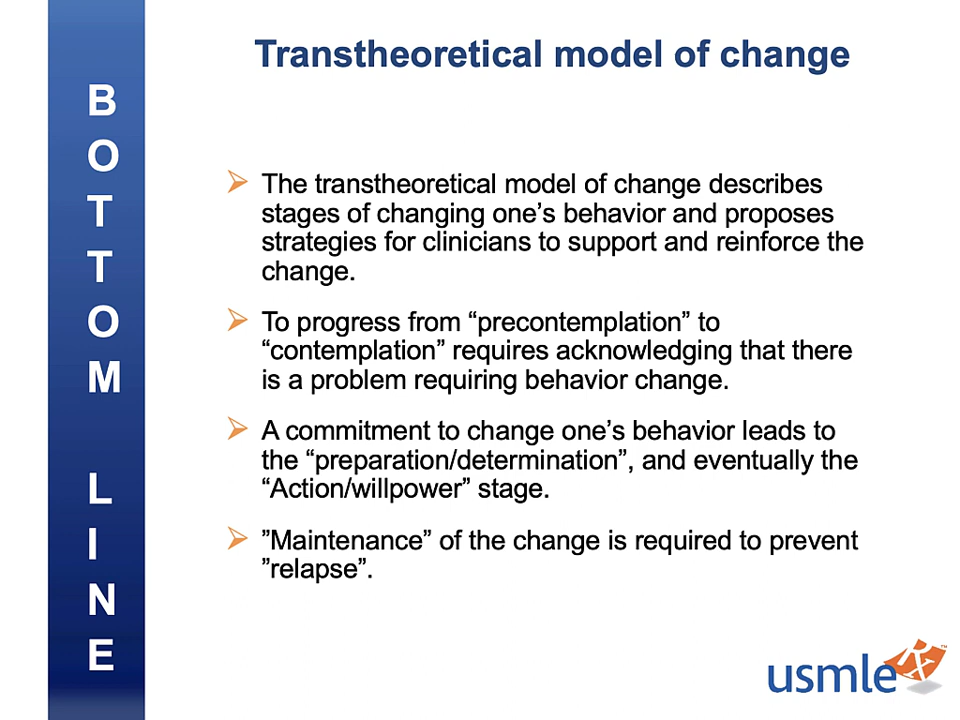 Transtheoretical model of change
B
O
T
T
O
M
L
I
N
E
The transtheoretical model of change describes
stages of changing one’s behavior and proposes
strategies for clinicians to support and reinforce the
change.
To progress from “precontemplation” to
“contemplation” requires acknowledging that there
is a problem requiring behavior change.
A commitment to change one’s behavior leads to
the “preparation/determination”, and eventually the
“Action/willpower” stage.
”Maintenance” of the change is required to prevent
”relapse”.
usmle Rx™